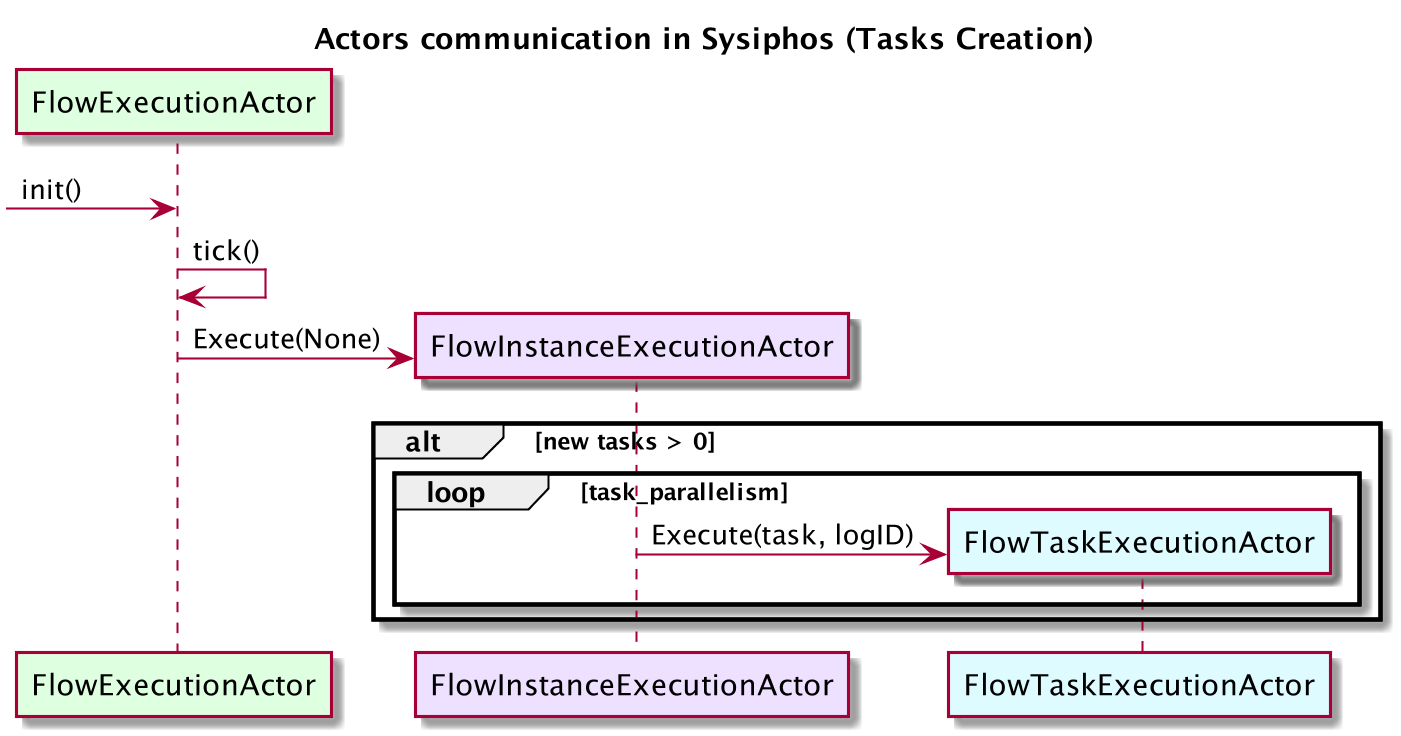 Actors communication in Sysiphos (Tasks Creation)
FlowExecutionActor
init()
tick()
Execute(None)
FlowInstanceExecutionActor
alt
[new tasks > 0]
loop
[task_parallelism]
Execute(task, logID)
FlowTaskExecutionActor
FlowExecutionActor
FlowInstanceExecutionActor
FlowTaskExecutionActor